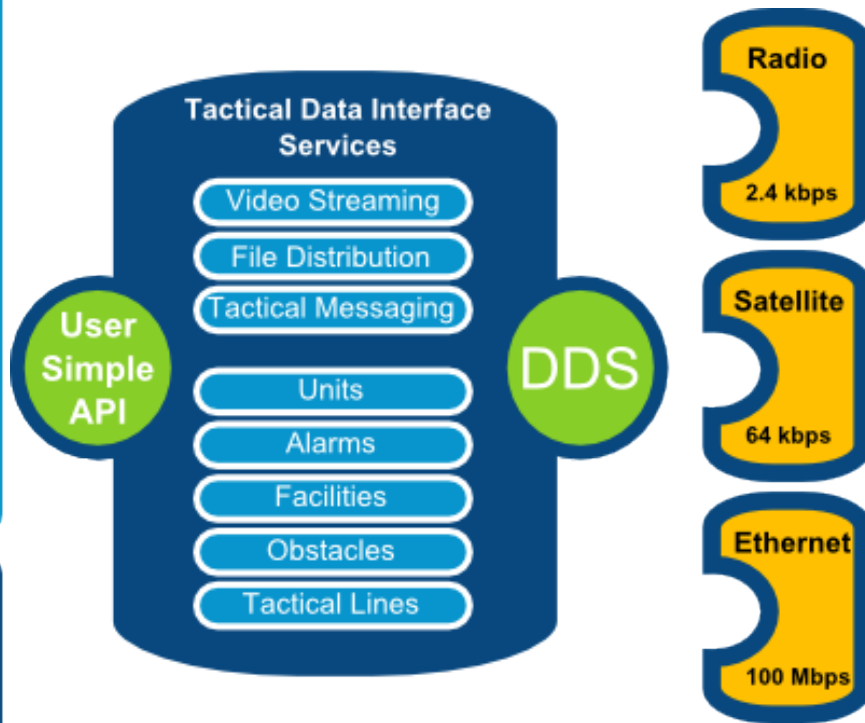 Tactical Data Interface
Services
Video Streaming
File Distribution
Tactical Messaging
Units
Alarms
Facilities
Obstacles
Tactical Lines
User
Simple
API
DDS
Radio
2.4 kbps
Satellite
64 kbps
Ethernet
100 Mbps